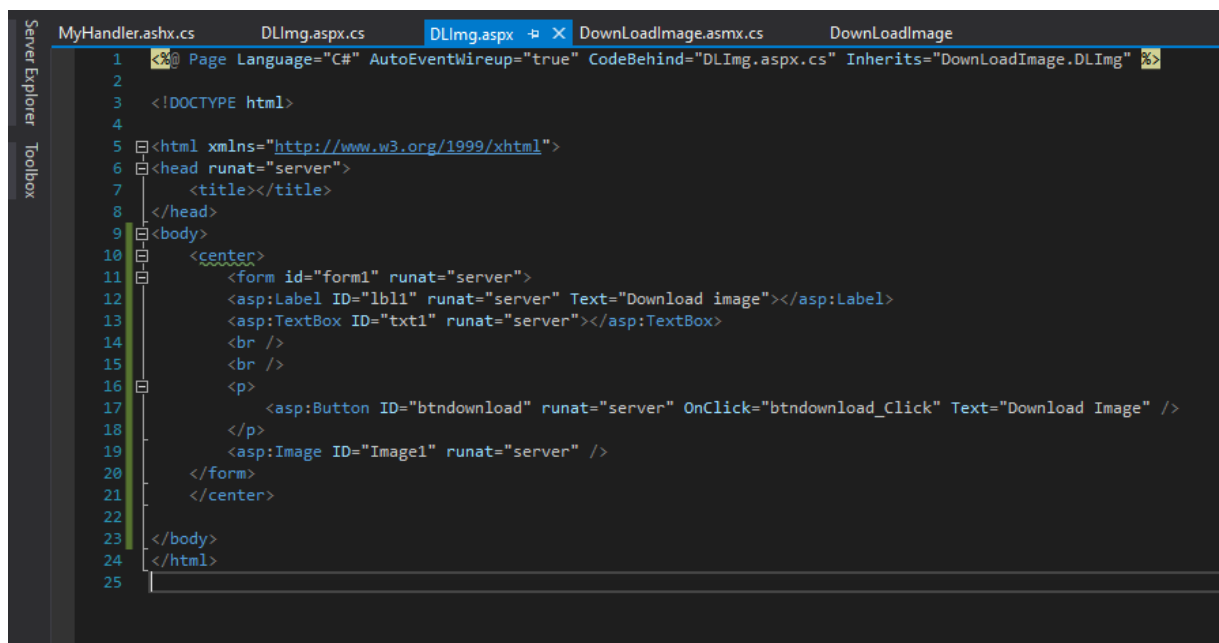 Server Explorer
Toolbox
MyHandler.ashx.cs DLImg.aspx.cs DLImg.aspx DownLoadImage.asmx.cs DownLoadImage
1 <%@ Page Language="C#" AutoEventWireup="true" CodeBehind="DLImg.aspx.cs" Inherits="DownLoadImage.DLImg" %>
2
3 <!DOCTYPE html>
4
5 <html xmlns="http://www.w3.org/1999/xhtml">
6 <head runat="server">
7 <title></title>
8 </head>
9 <body>
10 <center>
11 <form id="form1" runat="server">
12 <asp:Label ID="lbl1" runat="server" Text="Download image"></asp:Label>
13 <asp:TextBox ID="txt1" runat="server"></asp:TextBox>
14 <br />
15 <br />
16 <p>
17 <asp:Button ID="btndownload" runat="server" OnClick="btndownload_Click" Text="Download Image" />
18 </p>
19 <asp:Image ID="Image1" runat="server" />
20 </form>
21 </center>
22
23 </body>
24 </html>
25